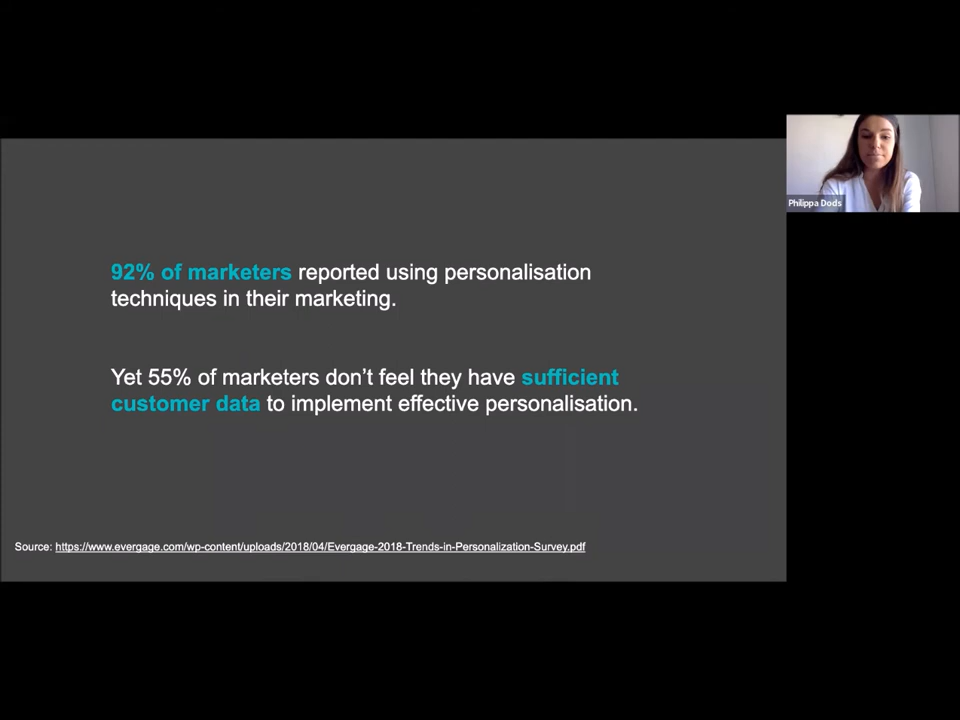 Philippa Dods
92% of marketers reported using personalisation
techniques in their marketing.
Yet 55% of marketers don't feel they have sufficient
customer data to implement effective personalisation.
Source: https://www.evergage.com/wp-content/uploads/2018/04/Evergage-2018-Trends-in-Personalization-Survey.pdf